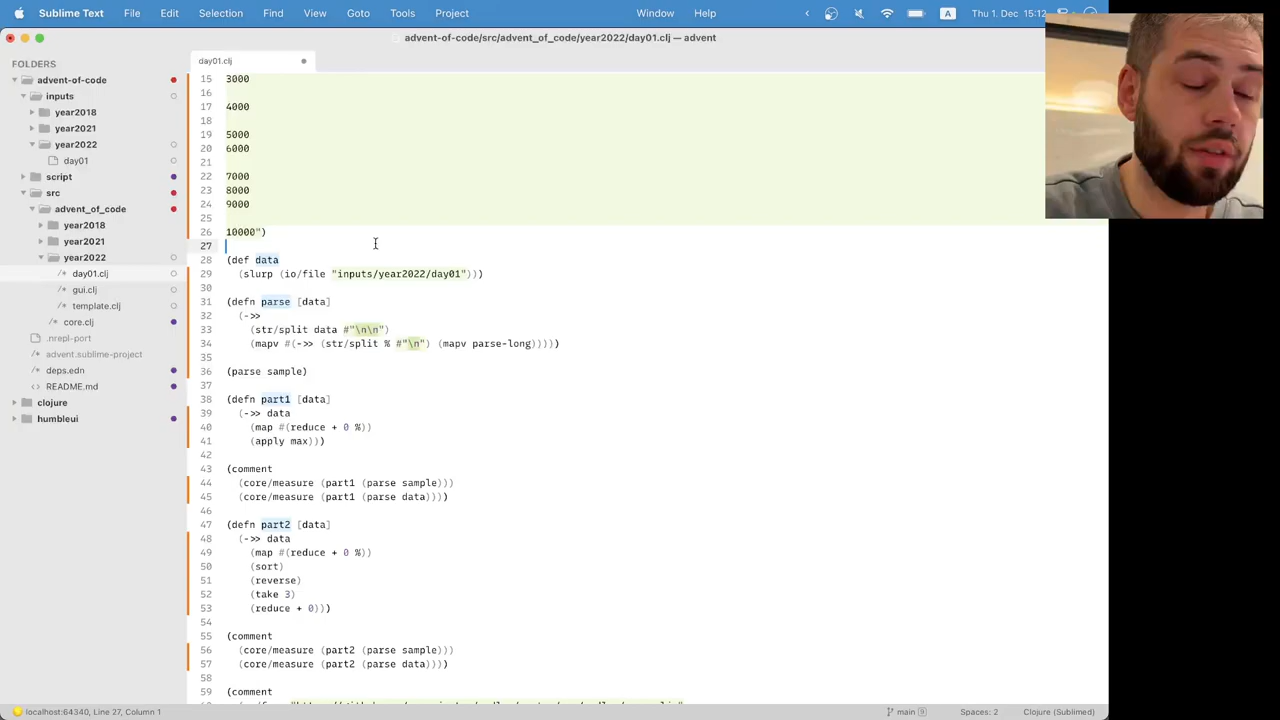 Sublime Text File Edit Selection Find View Goto Tools Project Window Help A Thu 1. Dec 15:12
advent-of-code/src/advent_of_code/year2022/day01.clj — advent
FOLDERS
advent-of-code
inputs
year2018
year2021
year2022
day01
script
src
advent_of_code
year2018
year2021
year2022
day01.clj
gui.clj
template.clj
core.clj
.nrepl-port
advent.sublime-project
deps.edn
README.md
clojure
humbleui
day01.clj
15 3000
16
17 4000
18
19 5000
20 6000
21
22 7000
23 8000
24 9000
25
26 10000")
27
28 (def data
29 (slurp (io/file "inputs/year2022/day01")))
30
31 (defn parse [data]
32 (->>
33 (str/split data #"\n\n")
34 (mapv #(->> (str/split % #"\n") (mapv parse-long)))))
35
36 (parse sample)
37
38 (defn part1 [data]
39 (->> data
40 (map #(reduce + 0 %))
41 (apply max)))
42
43 (comment
44 (core/measure (part1 (parse sample)))
45 (core/measure (part1 (parse data))))
46
47 (defn part2 [data]
48 (->> data
49 (map #(reduce + 0 %))
50 (sort)
51 (reverse)
52 (take 3)
53 (reduce + 0)))
54
55 (comment
56 (core/measure (part2 (parse sample)))
57 (core/measure (part2 (parse data))))
58
59 (comment
localhost:64340, Line 27, Column 1 main 9 Spaces: 2 Clojure (Sublimed)